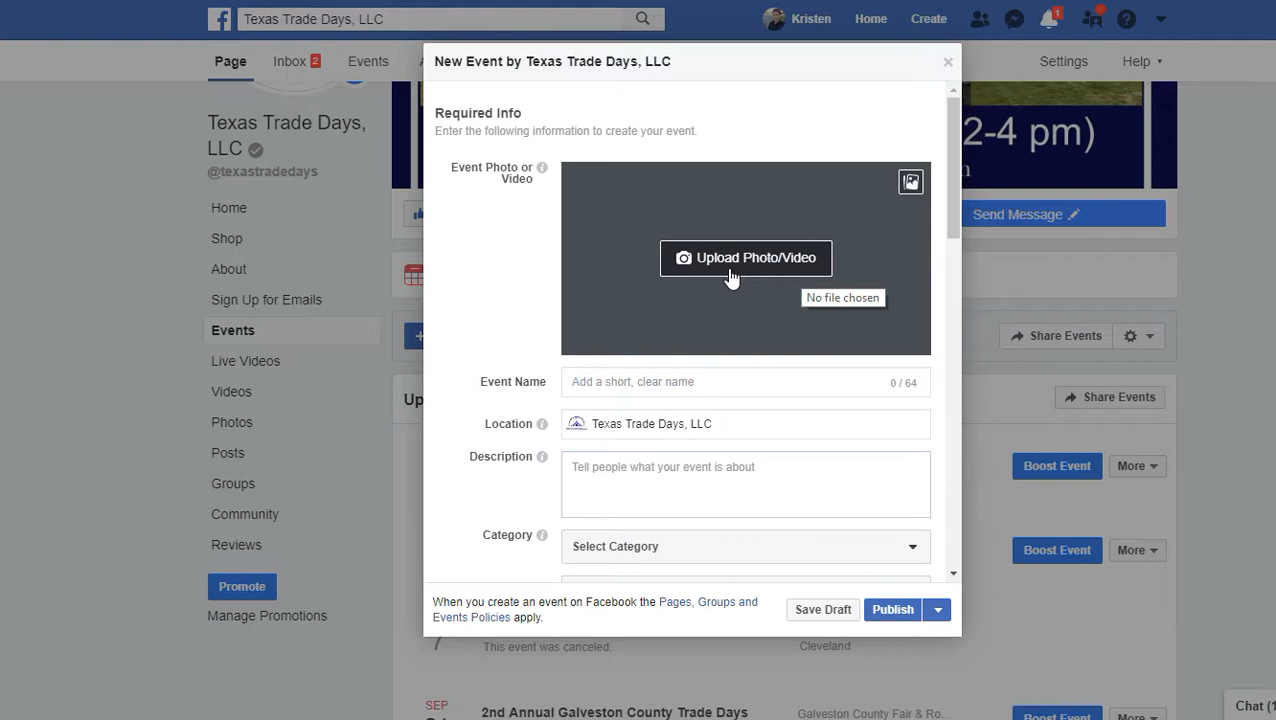 Texas Trade Days, LLC
Kristen
Home
Create
1
Page
Inbox 2
Events
Settings
Help
New Event by Texas Trade Days, LLC
Required Info
Enter the following information to create your event.
Event Photo or
Video
Upload Photo/Video
No file chosen
Event Name
Add a short, clear name
0 / 64
Location
Texas Trade Days, LLC
Description
Tell people what your event is about
Category
Select Category
When you create an event on Facebook the Pages, Groups and
Events Policies apply.
Save Draft
Publish
Texas Trade Days,
LLC
@texastradedays
Home
Shop
About
Sign Up for Emails
Events
Live Videos
Videos
Photos
Posts
Groups
Community
Reviews
Promote
Manage Promotions
2-4 pm)
Send Message
Share Events
Up
Share Events
Boost Event
More
Boost Event
More
7
This event was canceled.
Cleveland
SEP
2nd Annual Galveston County Trade Days
Galveston County Fair & Ro...
Chat (1